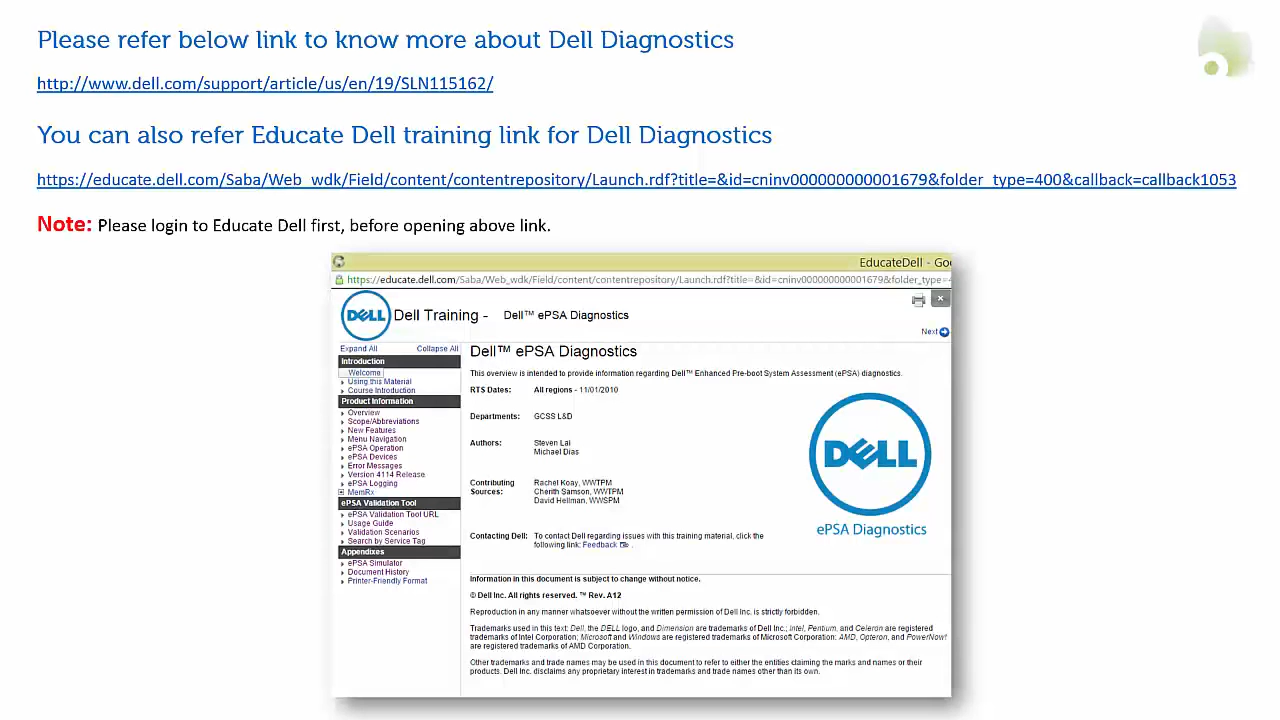 Please refer below link to know more about Dell Diagnostics
http://www.dell.com/support/article/us/en/19/SLN115162/
You can also refer Educate Dell training link for Dell Diagnostics
https://educate.dell.com/Saba/Web_wdk/Field/content/contentrepository/Launch.rdf?title=&id=cninv000000000001679&folder_type=400&callback=callback1053
Note: Please login to Educate Dell first, before opening above link.
EducateDell - Goo
https://educate.dell.com/Saba/Web_wdk/Field/content/contentrepository/Launch.rdf?title=&id=cninv000000000001679&folder_type=4
DELL Dell Training - Dell™ ePSA Diagnostics
Next
Expand All Collapse All
Introduction
Welcome
Using this Material
Course Introduction
Product Information
Overview
Scope/Abbreviations
New Features
Menu Navigation
ePSA Operation
ePSA Devices
Error Messages
Version 4114 Release
ePSA Logging
MemRx
ePSA Validation Tool
ePSA Validation Tool URL
Usage Guide
Validation Scenarios
Search by Service Tag
Appendixes
ePSA Simulator
Document History
Printer-Friendly Format
Dell™ ePSA Diagnostics
This overview is intended to provide information regarding Dell™ Enhanced Pre-boot System Assessment (ePSA) diagnostics.
RTS Dates: All regions - 11/01/2010
Departments: GCSS L&D
Authors: Steven Lai
Michael Dias
Contributing Rachel Koay, WWTPM
Sources: Cherith Samson, WWTPM
David Hellman, WWSPM
Contacting Dell: To contact Dell regarding issues with this training material, click the
following link: Feedback .
DELL
ePSA Diagnostics
Information in this document is subject to change without notice.
© Dell Inc. All rights reserved. ™ Rev. A12
Reproduction in any manner whatsoever without the written permission of Dell Inc. is strictly forbidden.
Trademarks used in this text: Dell, the DELL logo, and Dimension are trademarks of Dell Inc.; Intel, Pentium, and Celeron are registered
trademarks of Intel Corporation; Microsoft and Windows are registered trademarks of Microsoft Corporation: AMD, Opteron, and PowerNow!
are registered trademarks of AMD Corporation.
Other trademarks and trade names may be used in this document to refer to either the entities claiming the marks and names or their
products. Dell Inc. disclaims any proprietary interest in trademarks and trade names other than its own.